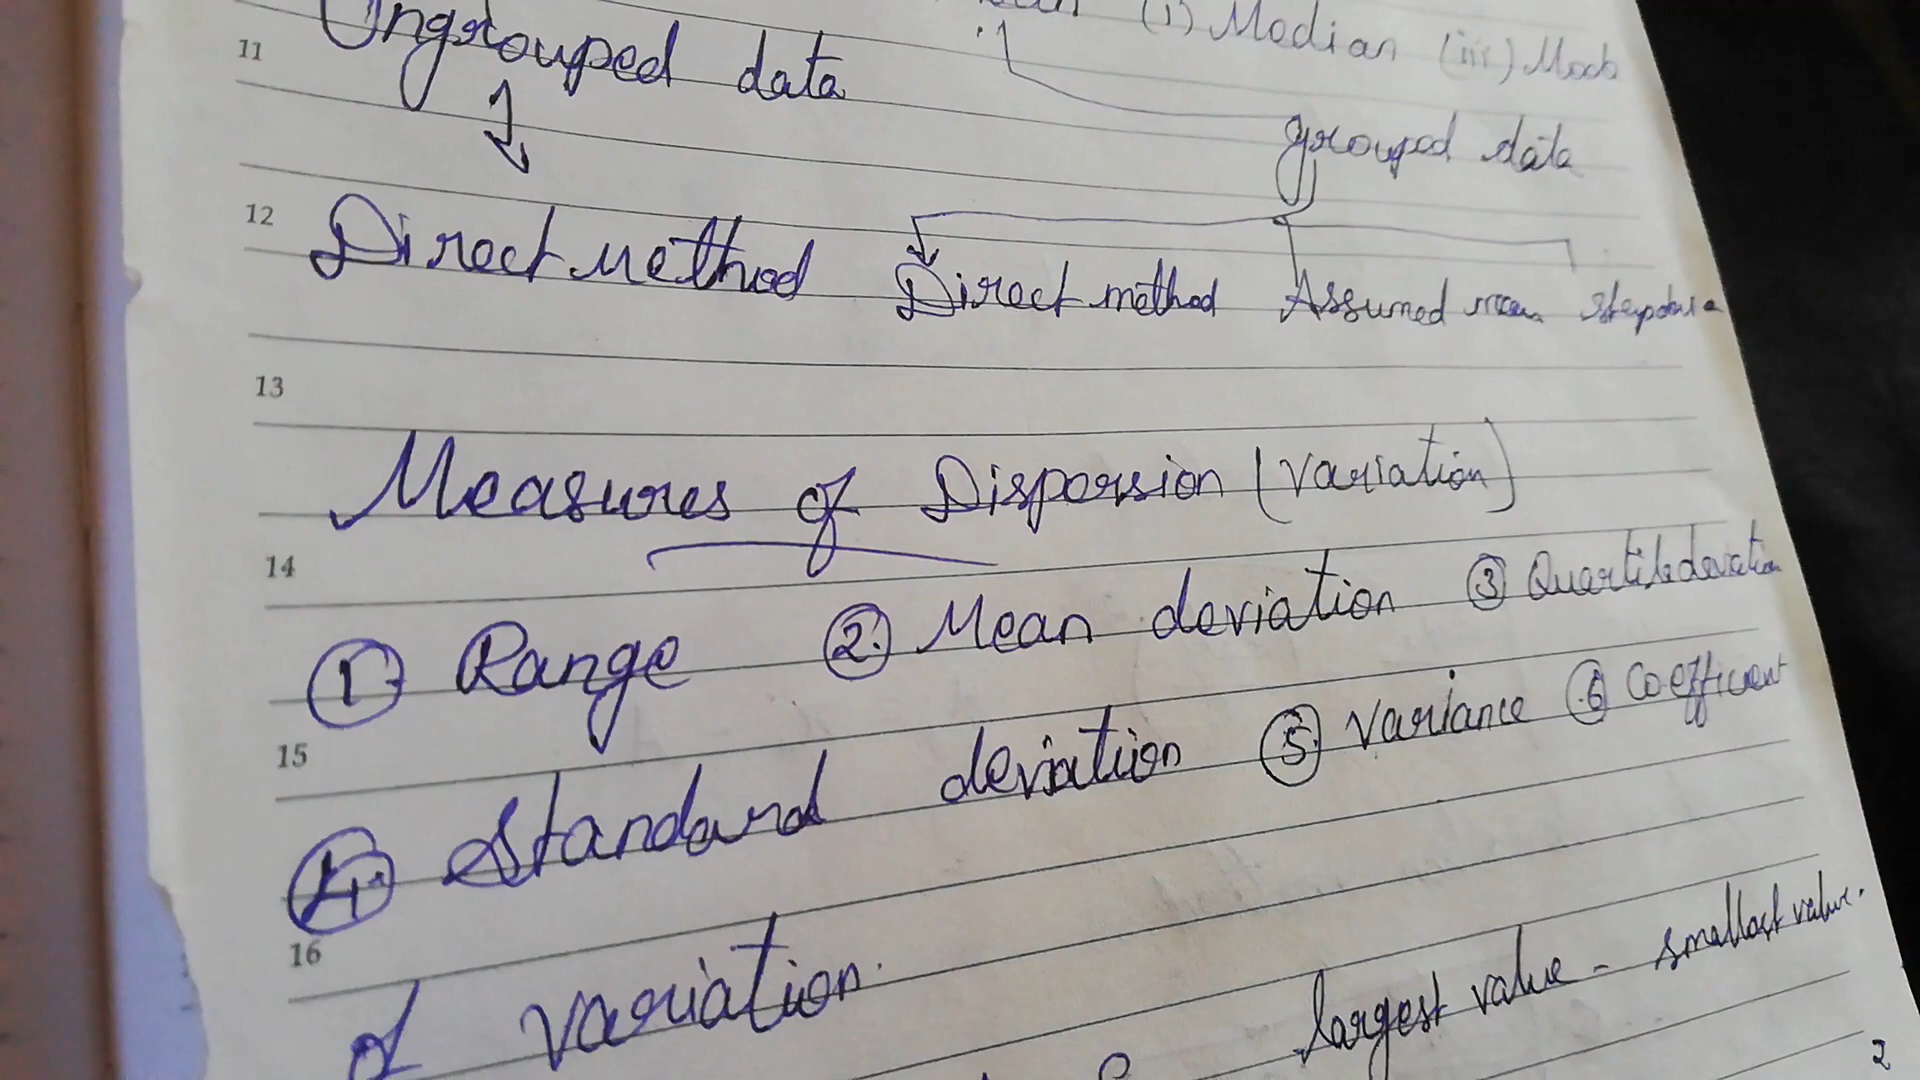 (i) Median (iii) Mode
11
Ungrouped data
grouped data
12
Direct method Direct method Assumed mean
13
Measures of Dispersion (Variation)
14
① Range ② Mean deviation ③ Quartile deviation
15
④ Standard deviation ⑤ Variance ⑥ Coefficient
16
of variation.
largest value - smallest value.
2